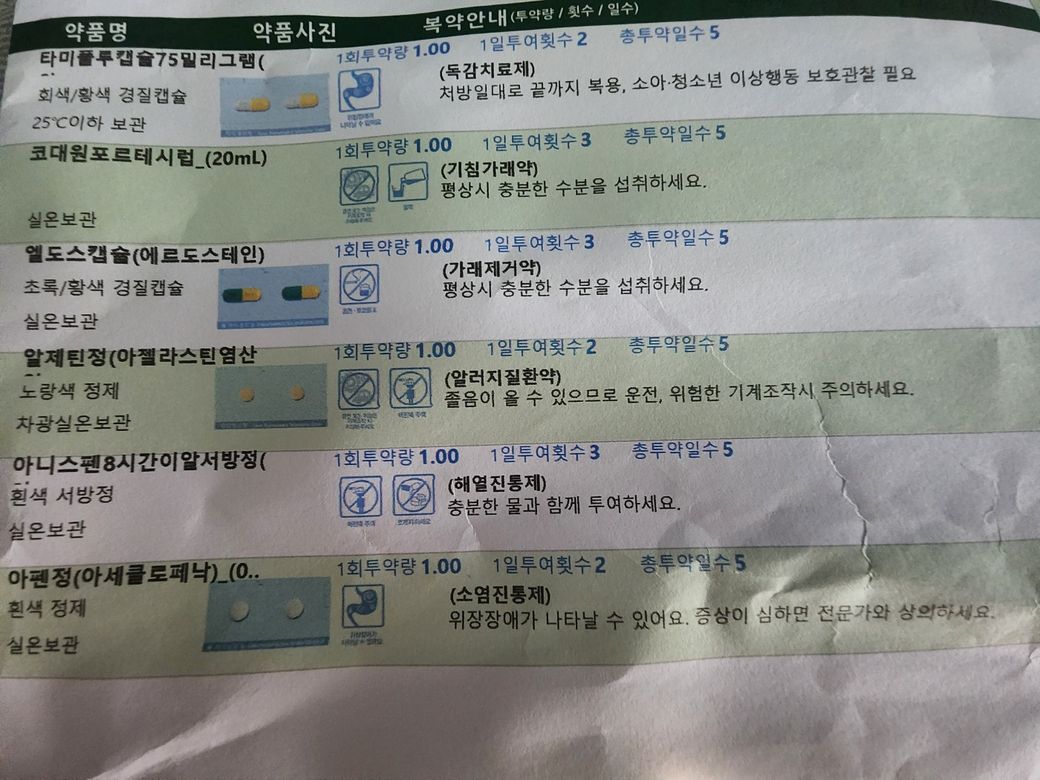 약품명 약품사진 복약안내(투약량 / 횟수 / 일수)
타미플루캡슐75밀리그램(
1회투약량 1.00 1일투여횟수 2 총투약일수 5
(독감치료제)
회색/황색 경질캡슐
처방일대로 끝까지 복용, 소아·청소년 이상행동 보호관찰 필요
25℃이하 보관
코대원포르테시럽_(20mL)
1회투약량 1.00 1일투여횟수 3 총투약일수 5
(기침가래약)
평상시 충분한 수분을 섭취하세요.
실온보관
엘도스캡슐(에르도스테인)
1회투약량 1.00 1일투여횟수 3 총투약일수 5
(가래제거약)
초록/황색 경질캡슐
평상시 충분한 수분을 섭취하세요.
실온보관
알제틴정(아젤라스틴염산
1회투약량 1.00 1일투여횟수 2 총투약일수 5
(알러지질환약)
노랑색 정제
졸음이 올 수 있으므로 운전, 위험한 기계조작시 주의하세요.
차광실온보관
아니스펜8시간이알서방정(
1회투약량 1.00 1일투여횟수 3 총투약일수 5
(해열진통제)
흰색 서방정
충분한 물과 함께 투여하세요.
실온보관
아펜정(아세클로페낙)_(0..
1회투약량 1.00 1일투여횟수 2 총투약일수 5
(소염진통제)
흰색 정제
위장장애가 나타날 수 있어요. 증상이 심하면 전문가와 상의하세요.
실온보관